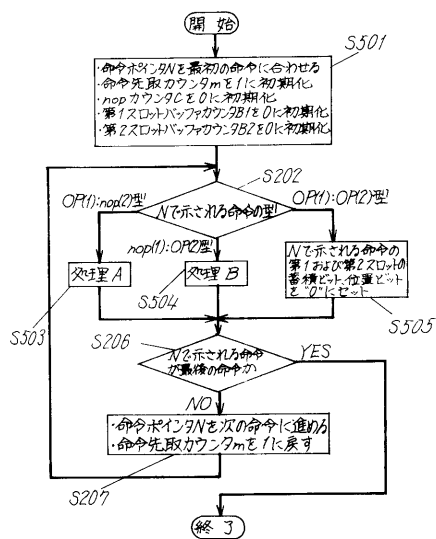 開始
S501
・命令ポインタNを最初の命令に合わせる
・命令先取カウンタmを1に初期化
・nopカウンタCを0に初期化
・第1スロットバッファカウンタB1を0に初期化
・第2スロットバッファカウンタB2を0に初期化
S202
Nで示される命令の型
OP(1):nop(2)型
nop(1):OP(2)型
OP(1):OP(2)型
処理A
処理B
Nで示される命令の
第1および第2スロットの
蓄積ビット、位置ビット
を"0"にセット
S503
S504
S505
S206
Nで示される命令
が最後の命令か
YES
NO
・命令ポインタNを次の命令に進める
・命令先取カウンタmを1に戻す
S207
終了